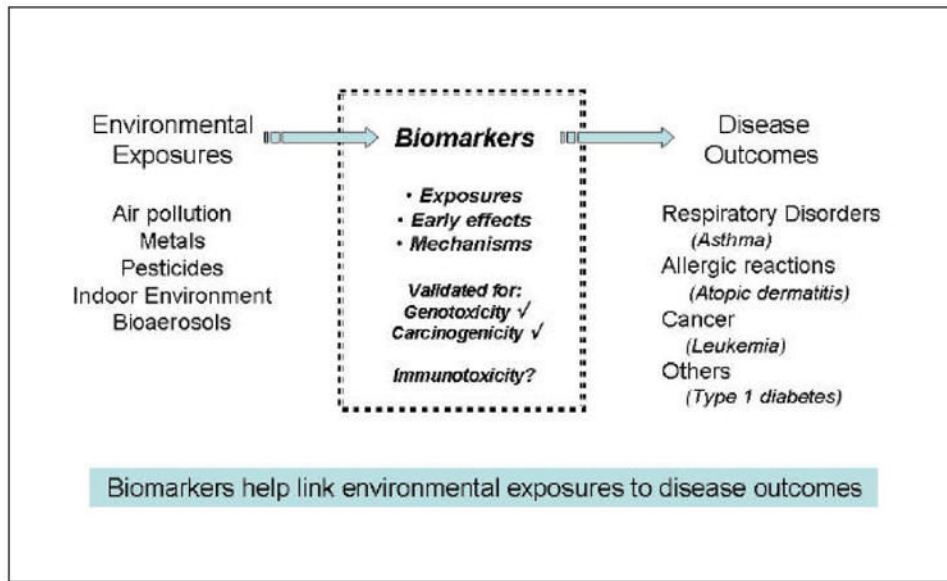 Environmental
Exposures
Air pollution
Metals
Pesticides
Indoor Environment
Bioaerosols
Biomarkers
• Exposures
• Early effects
• Mechanisms
Validated for:
Genotoxicity √
Carcinogenicity √
Immunotoxicity?
Disease
Outcomes
Respiratory Disorders
(Asthma)
Allergic reactions
(Atopic dermatitis)
Cancer
(Leukemia)
Others
(Type 1 diabetes)
Biomarkers help link environmental exposures to disease outcomes